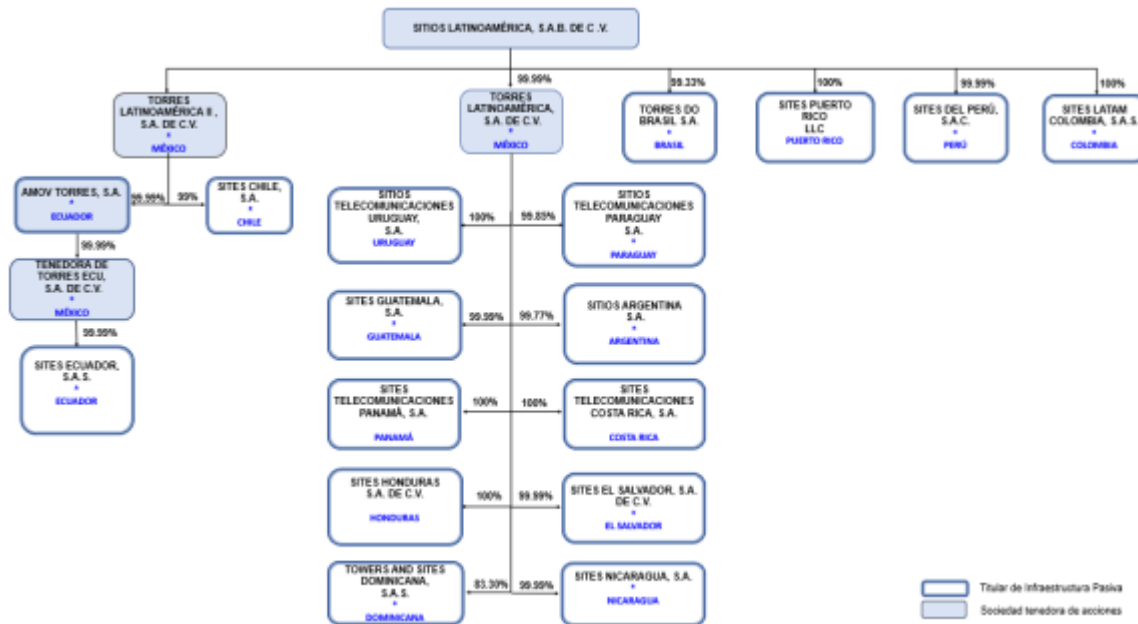 SITIOS LATINOAMÉRICA, S.A.B. DE C .V.
99.99%
99.33%
100%
99.99%
100%
TORRES
LATINOAMÉRICA II ,
S.A. DE C.V.
*
MÉXICO
TORRES
LATINOAMÉRICA,
S.A. DE C.V.
*
MÉXICO
TORRES DO
BRASIL S.A.
*
BRASIL
SITES PUERTO
RICO
LLC
PUERTO RICO
SITES DEL PERÚ,
S.A.C.
*
PERÚ
SITES LATAM
COLOMBIA, S.A.S.
*
COLOMBIA
AMOV TORRES, S.A.
*
ECUADOR
99.99%
99%
SITES CHILE,
S.A.
*
CHILE
99.99%
TENEDORA DE
TORRES ECU,
S.A. DE C.V.
*
MÉXICO
99.99%
SITES ECUADOR,
S.A.S.
*
ECUADOR
SITIOS
TELECOMUNICACIONES
URUGUAY,
S.A.
URUGUAY
100%
99.83%
SITIOS
TELECOMUNICACIONES
PARAGUAY
S.A.
*
PARAGUAY
SITES GUATEMALA,
S.A.
*
GUATEMALA
99.99%
99.77%
SITIOS ARGENTINA
S.A.
*
ARGENTINA
SITES
TELECOMUNICACIONES
PANAMÁ, S.A.
PANAMÁ
100%
100%
SITES
TELECOMUNICACIONES
COSTA RICA, S.A.
COSTA RICA
SITES HONDURAS
S.A. DE C.V.
*
HONDURAS
100%
99.99%
SITES EL SALVADOR, S.A.
DE C.V.
*
EL SALVADOR
TOWERS AND SITES
DOMINICANA,
S.A.S.
*
DOMINICANA
83.30%
99.99%
SITES NICARAGUA, S.A.
*
NICARAGUA
Titular de Infraestructura Pasiva
Sociedad tenedora de acciones